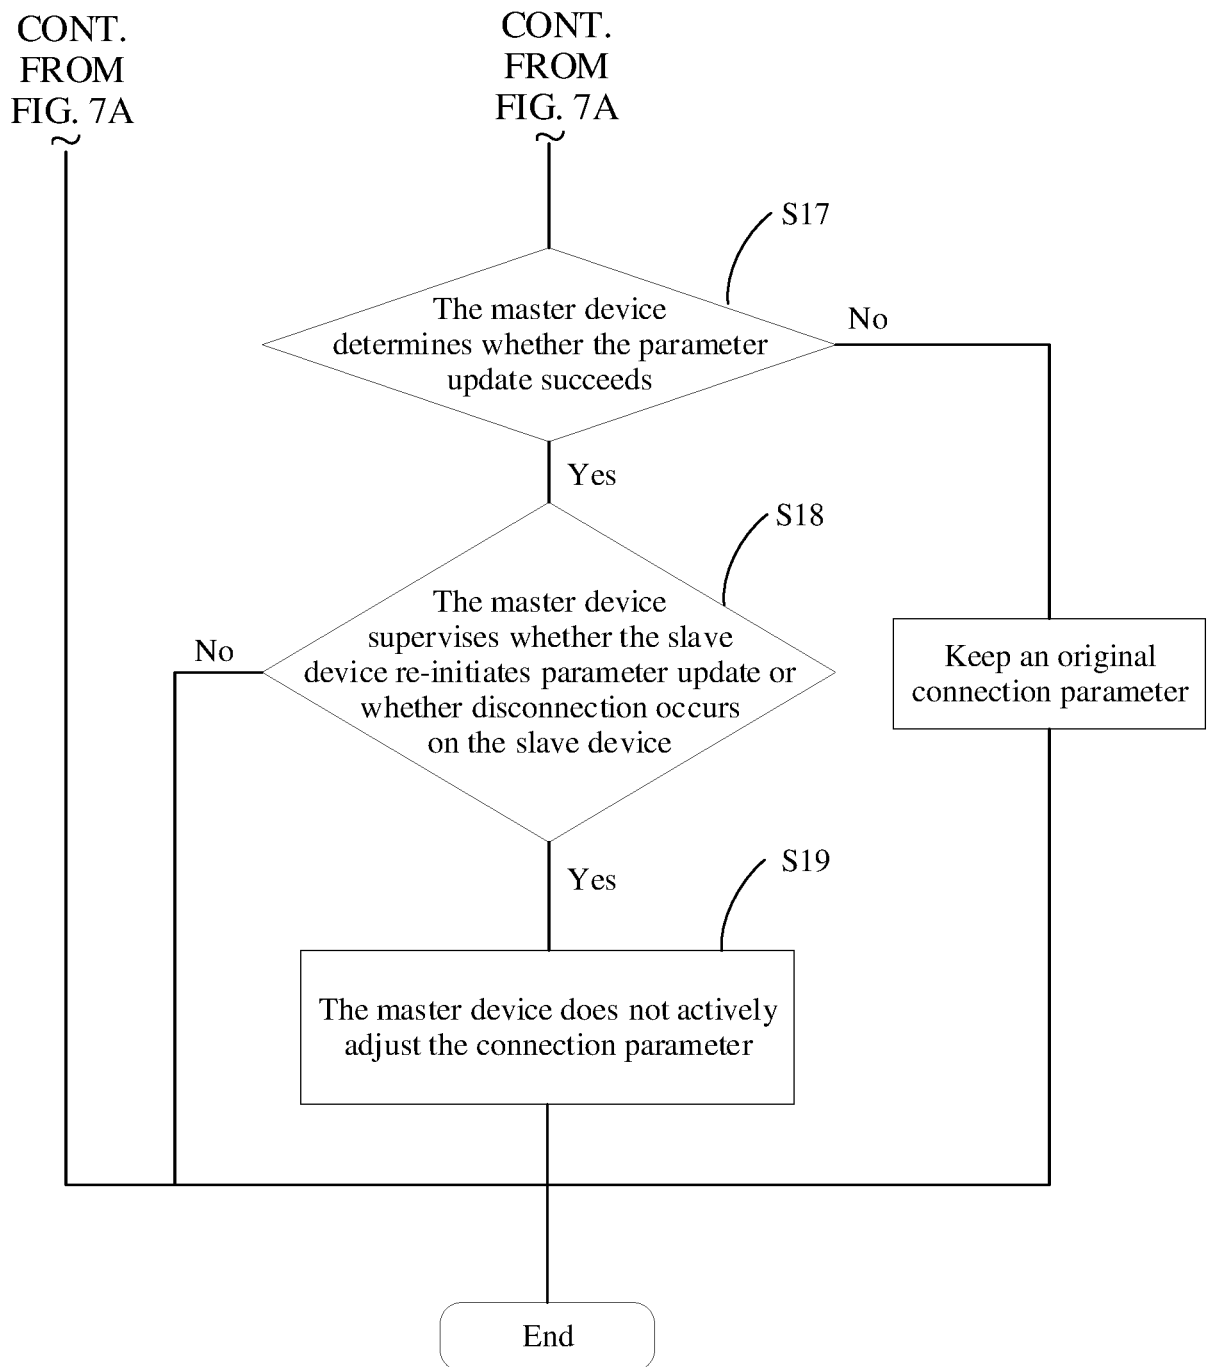 CONT.
FROM
FIG. 7A
CONT.
FROM
FIG. 7A
S17
The master device
determines whether the parameter
update succeeds
No
Yes
S18
The master device
supervises whether the slave
device re-initiates parameter update or
whether disconnection occurs
on the slave device
No
Keep an original
connection parameter
Yes
S19
The master device does not actively
adjust the connection parameter
End